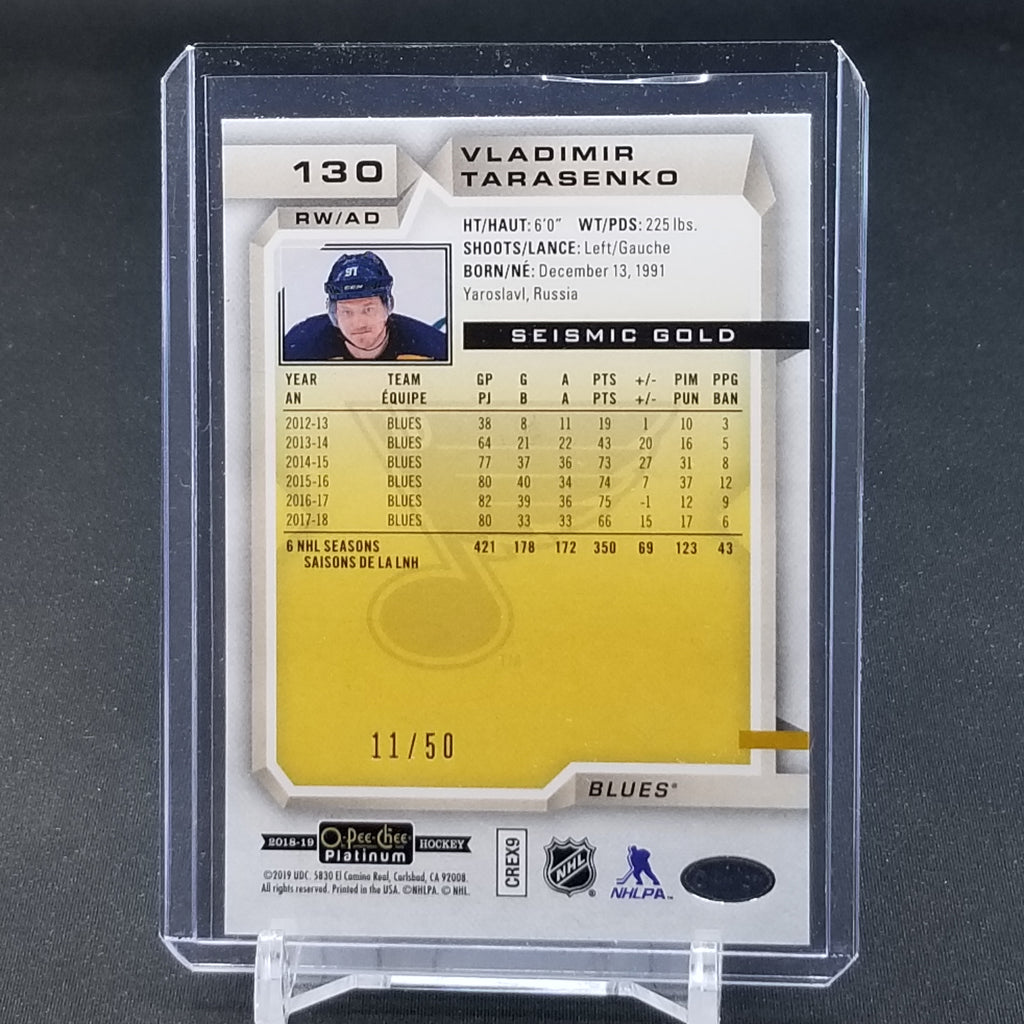 130
VLADIMIR
TARASENKO
RW/AD
HT/HAUT: 6'0" WT/PDS: 225 lbs.
SHOOTS/LANCE: Left/Gauche
BORN/NÉ: December 13, 1991
Yaroslavl, Russia
91
CCM
SEISMIC GOLD
YEAR TEAM GP G A PTS +/- PIM PPG
AN ÉQUIPE PJ B A PTS +/- PUN BAN
2012-13 BLUES 38 8 11 19 1 10 3
2013-14 BLUES 64 21 22 43 20 16 5
2014-15 BLUES 77 37 36 73 27 31 8
2015-16 BLUES 80 40 34 74 7 37 12
2016-17 BLUES 82 39 36 75 -1 12 9
2017-18 BLUES 80 33 33 66 15 17 6
6 NHL SEASONS 421 178 172 350 69 123 43
SAISONS DE LA LNH
11/50
BLUES®
2018-19 O-Pee-Chee Platinum HOCKEY
©2019 UDC. 5830 El Camino Real, Carlsbad, CA 92008.
All rights reserved. Printed in the USA. ©NHLPA. © NHL.
CREX9
NHL ®
NHLPA™